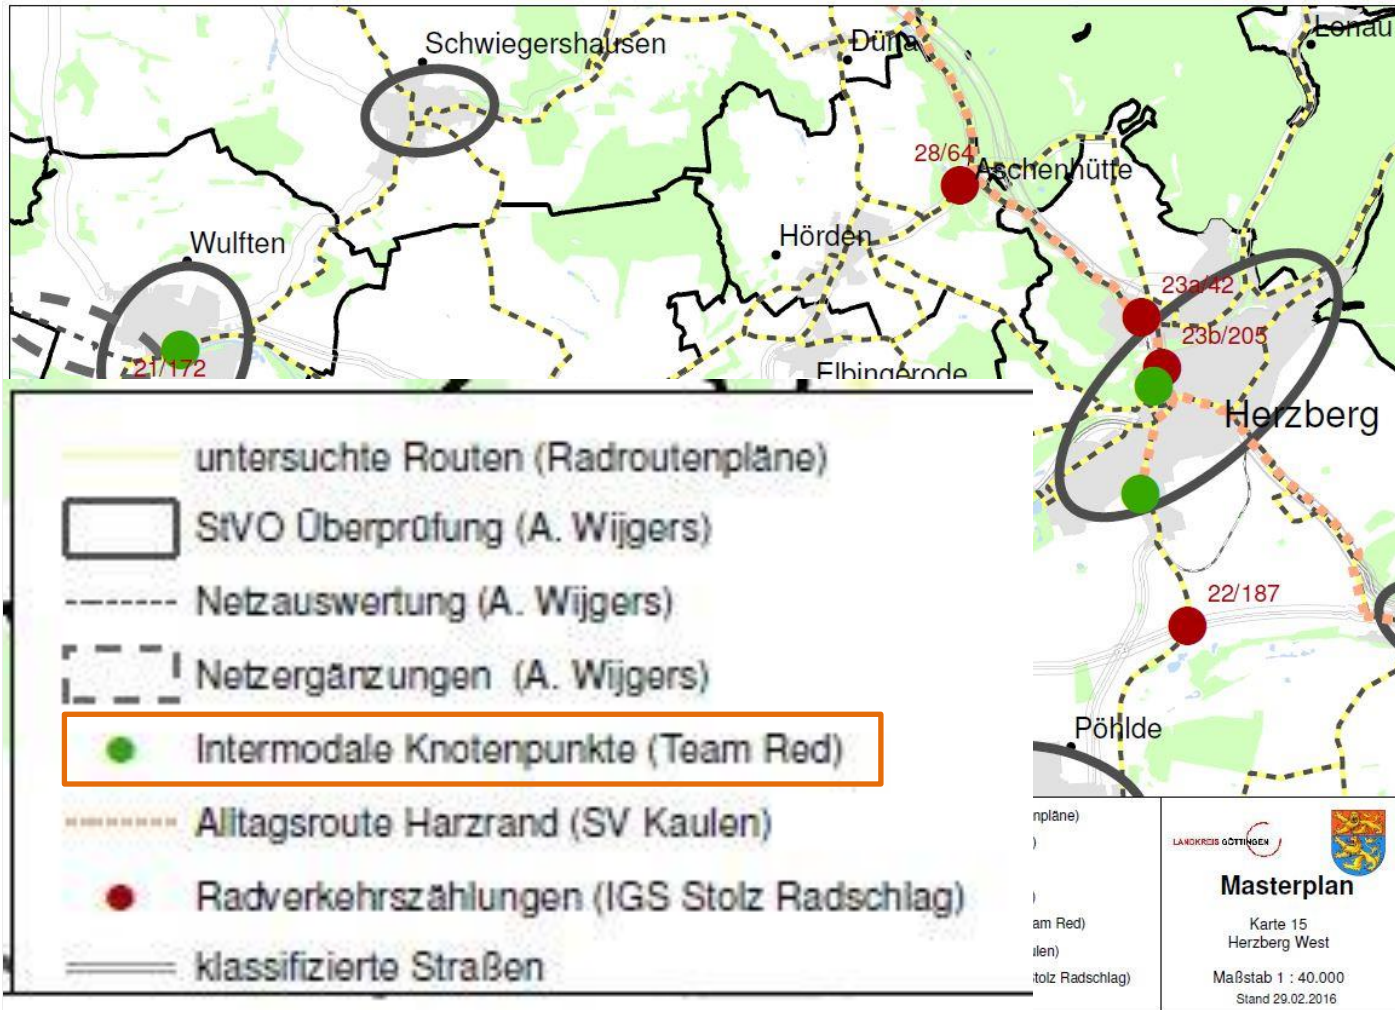 Schwiegershausen
Düna
Lonau
28/64
Aschenhütte
Wulften
Hörden
23a/42
23b/205
21/172
Elbingerode
Herzberg
untersuchte Routen (Radroutenpläne)
StVO Überprüfung (A. Wijgers)
Netzauswertung (A. Wijgers)
Netzergänzungen (A. Wijgers)
Intermodale Knotenpunkte (Team Red)
Alltagsroute Harzrand (SV Kaulen)
Radverkehrszählungen (IGS Stolz Radschlag)
klassifizierte Straßen
22/187
Pöhlde
npläne)
)
)
am Red)
ulen)
Stolz Radschlag)
LANDKREIS GÖTTINGEN
Masterplan
Karte 15
Herzberg West
Maßstab 1 : 40.000
Stand 29.02.2016